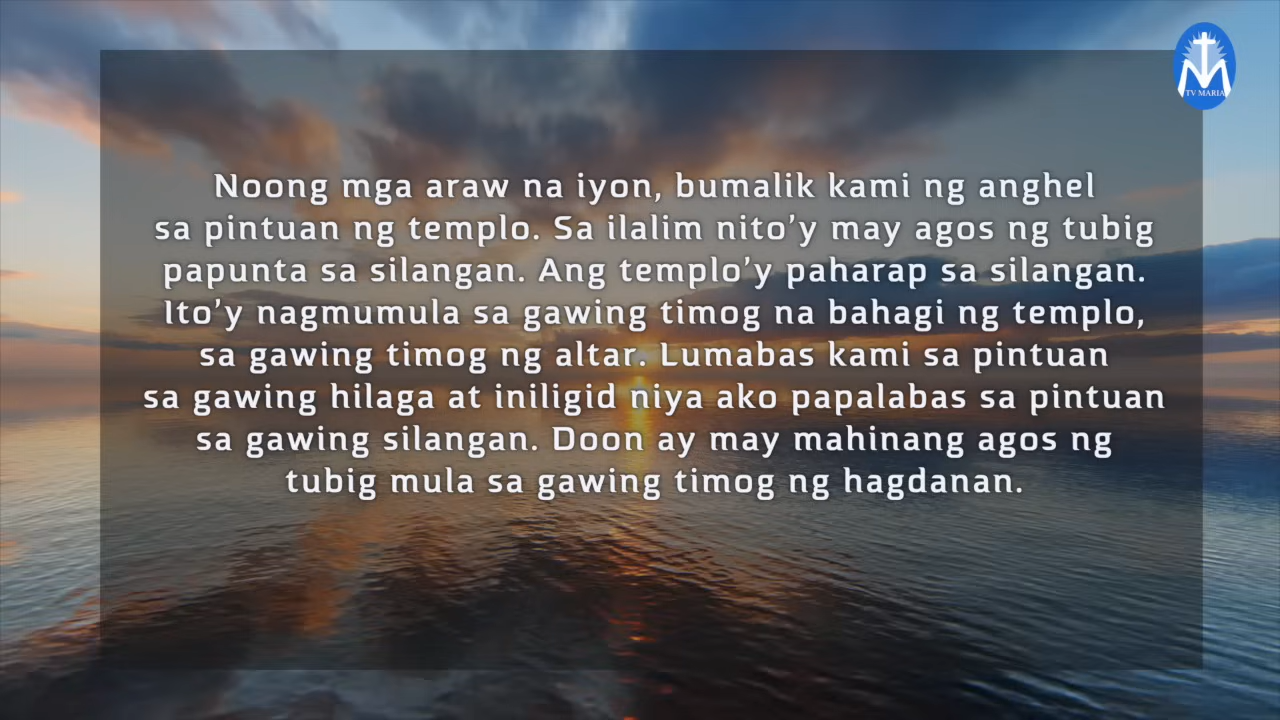 TV MARIA
Noong mga araw na iyon, bumalik kami ng anghel
sa pintuan ng templo. Sa ilalim nito’y may agos ng tubig
papunta sa silangan. Ang templo’y paharap sa silangan.
Ito’y nagmumula sa gawing timog na bahagi ng templo,
sa gawing timog ng altar. Lumabas kami sa pintuan
sa gawing hilaga at iniligid niya ako papalabas sa pintuan
sa gawing silangan. Doon ay may mahinang agos ng
tubig mula sa gawing timog ng hagdanan.